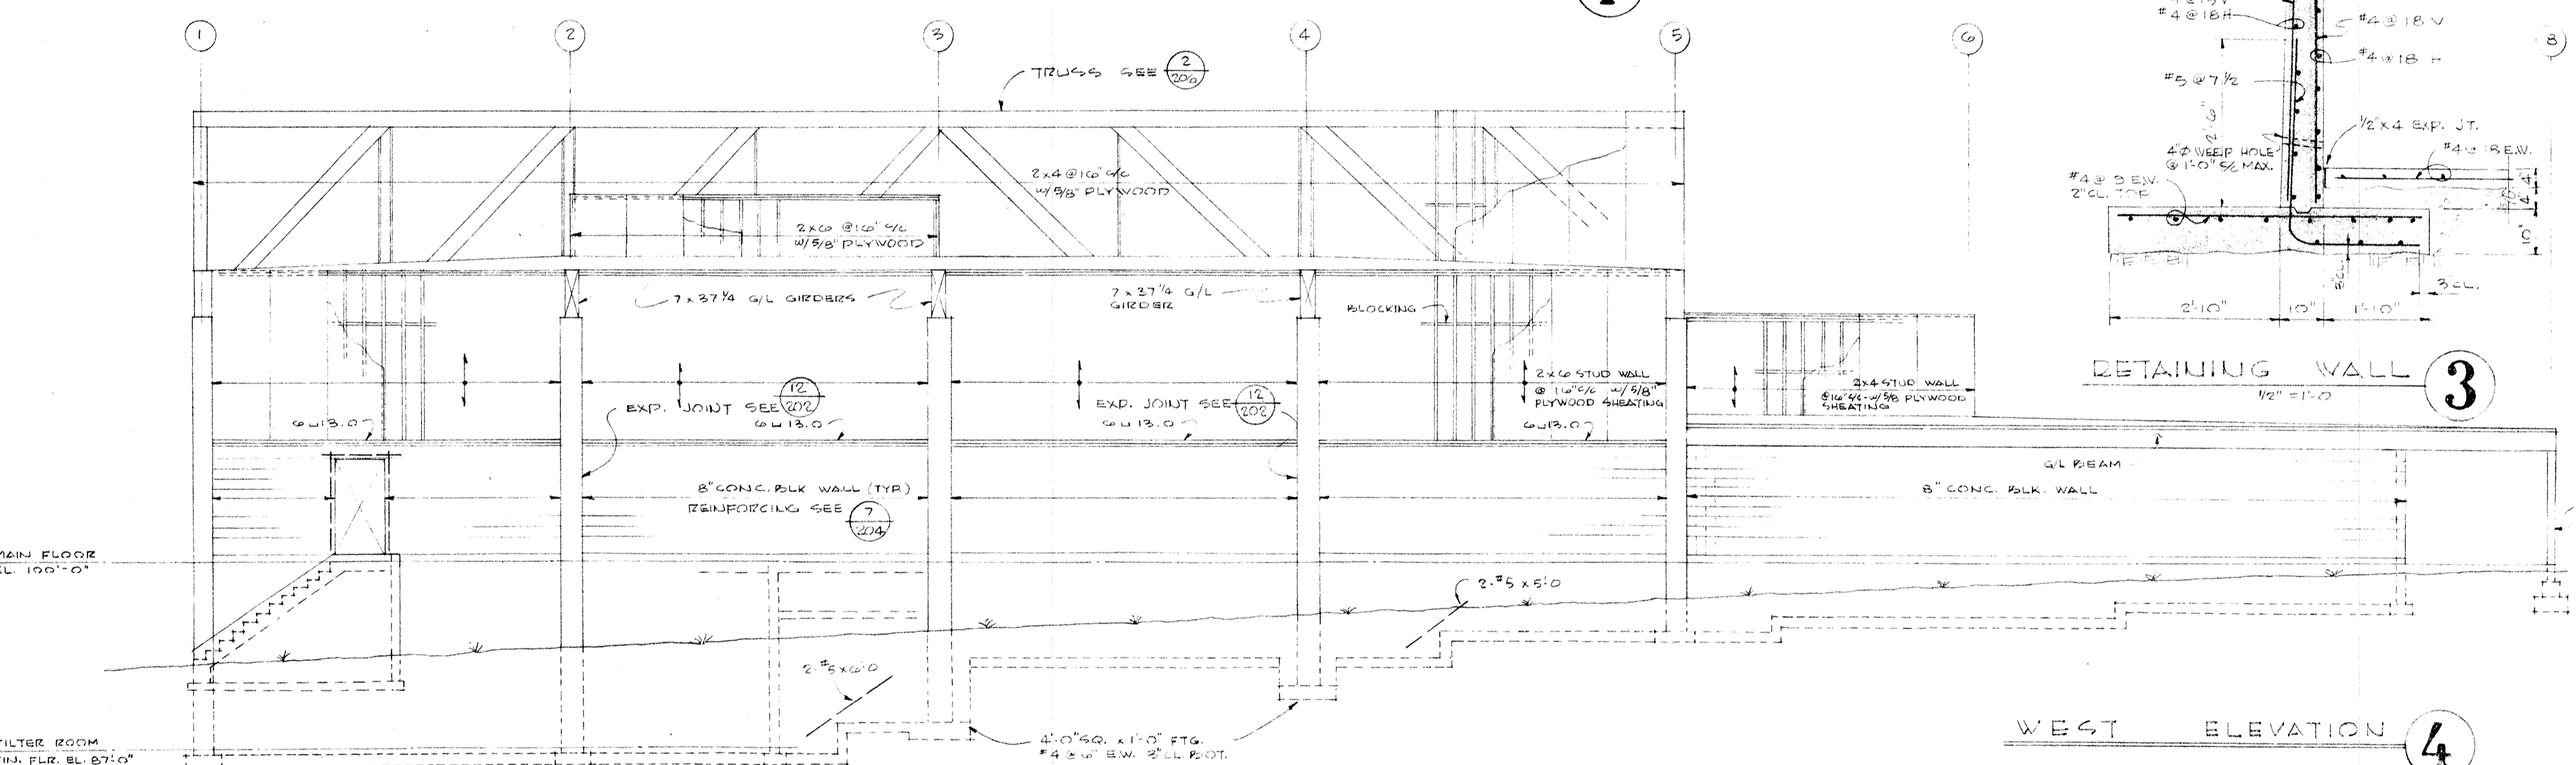 1
2
3
4
5
6
8
TRUSS SEE 2/206
2x4 @ 16" c/c
w/ 5/8" PLYWOOD
2x6 @ 16" c/c
w/ 5/8" PLYWOOD
7 x 37 1/4 G/L GIRDERS
7 x 37 1/4 G/L
GIRDER
BLOCKING
EXP. JOINT SEE 12/202
EXP. JOINT SEE 12/202
2x6 STUD WALL
@ 16" c/c w/ 5/8"
PLYWOOD SHEATING
2x4 STUD WALL
@ 16" c/c w/ 5/8 PLYWOOD
SHEATING
6 ⊔ 13.0
6 ⊔ 13.0
6 ⊔ 13.0
6 ⊔ 13.0
8" CONC. BLK WALL (TYP.)
REINFORCING SEE 7/204
G/L BEAM
8" CONC. BLK. WALL
MAIN FLOOR
EL. 100'-0"
2-#5 x 5'-0
2-#5 x 6'-0
4'-0" SQ. x 1'-0" FTG.
#4 @ 6" E.W. 3" CL. BOT.
FILTER ROOM
FIN. FLR. EL. 87'-0"
#4 @ 18H
#4 @ 18 V
#4 @ 18 H
#5 @ 7 1/2
2'-6"
1/2" x 4 EXP. JT.
4"Ø WEEP HOLE
@ 1'-0" c/c MAX.
#4 @ 18 E.W.
#4 @ 9 E.W.
2" CL. TOP
4"
4"
10"
3" CL.
3 CL.
2'-10"
10"
1'-10"
RETAINING WALL 3
1/2" = 1'-0
WEST ELEVATION 4